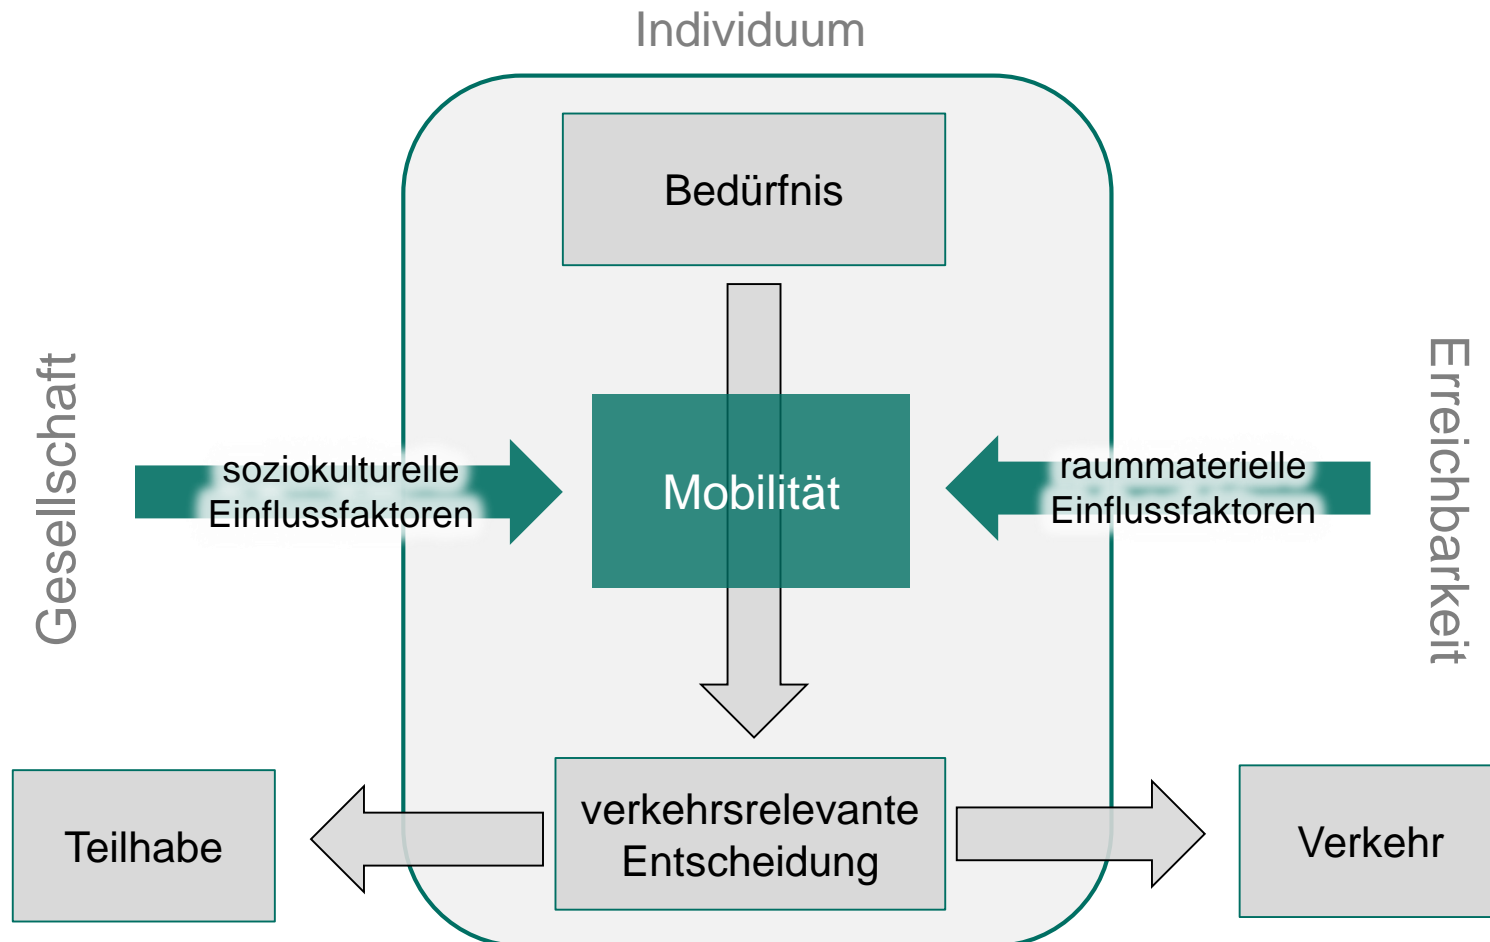 Individuum
Bedürfnis
Gesellschaft
soziokulturelle
Einflussfaktoren
Mobilität
raummaterielle
Einflussfaktoren
Erreichbarkeit
Teilhabe
verkehrsrelevante
Entscheidung
Verkehr